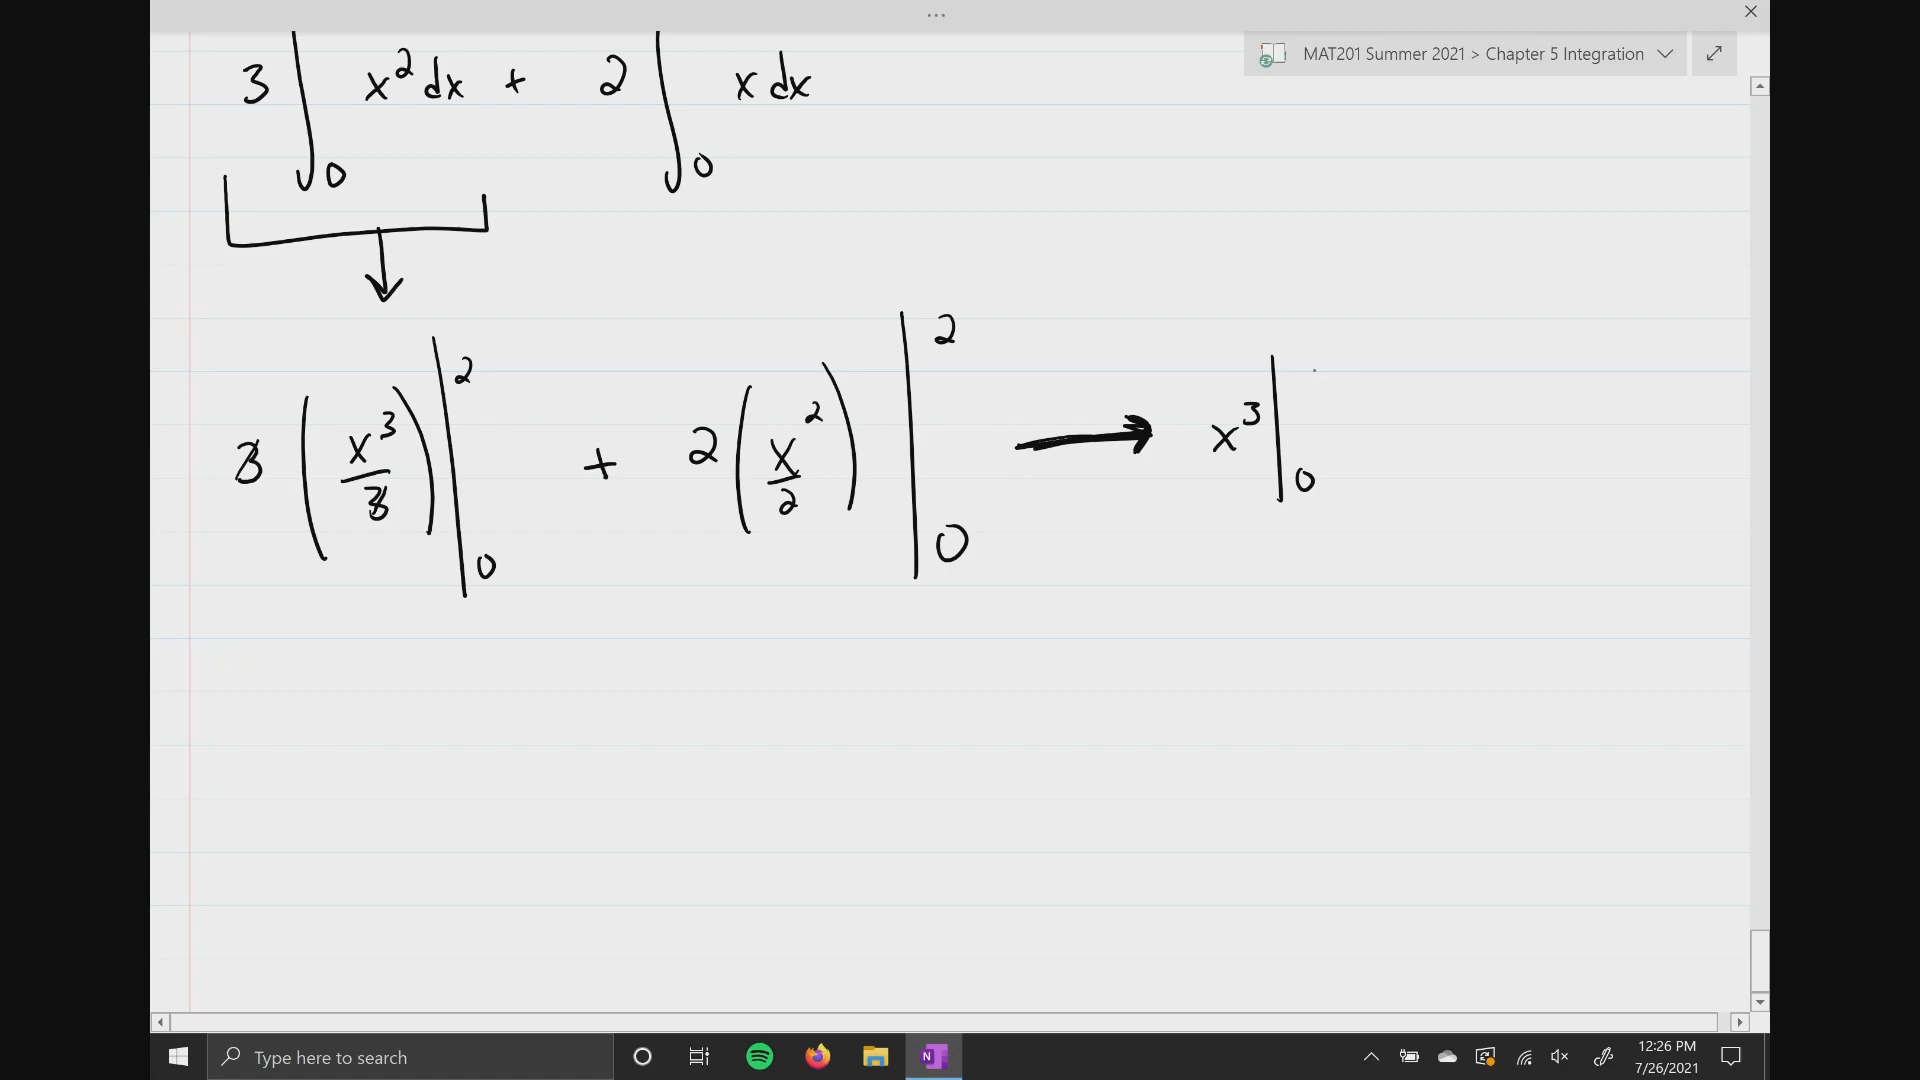 MAT201 Summer 2021 > Chapter 5 Integration
3 ∫₀ x² dx + 2 ∫₀ x dx
3 (x³/3) |₀² + 2 (x²/2) |₀² → x³ |₀
Type here to search
12:26 PM
7/26/2021